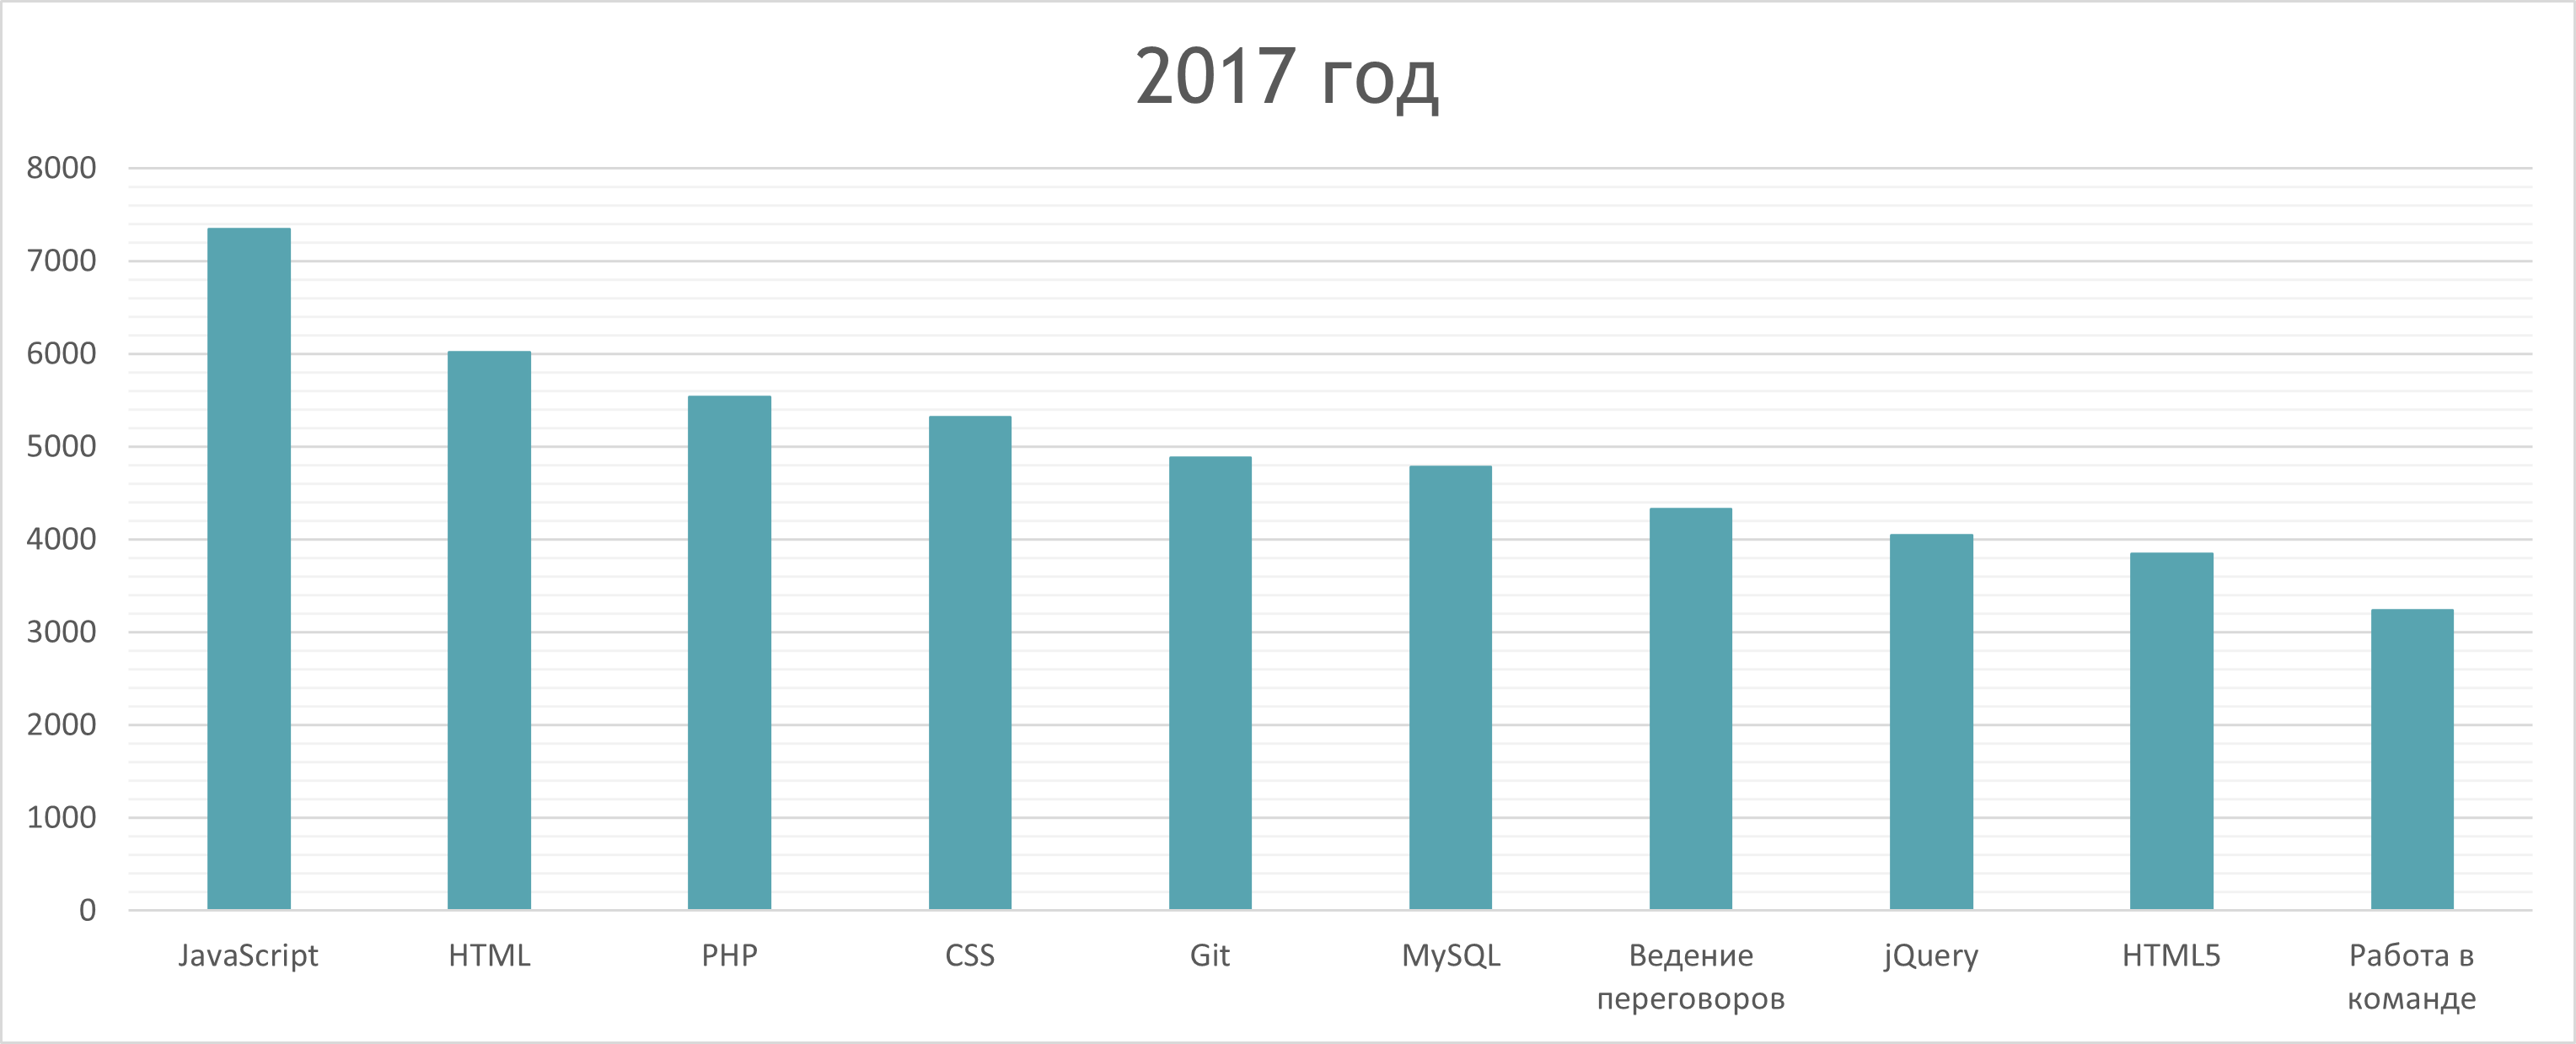 2017 год
8000
7000
6000
5000
4000
3000
2000
1000
0
JavaScript
HTML
PHP
CSS
Git
MySQL
Ведение
переговоров
jQuery
HTML5
Работа в
команде